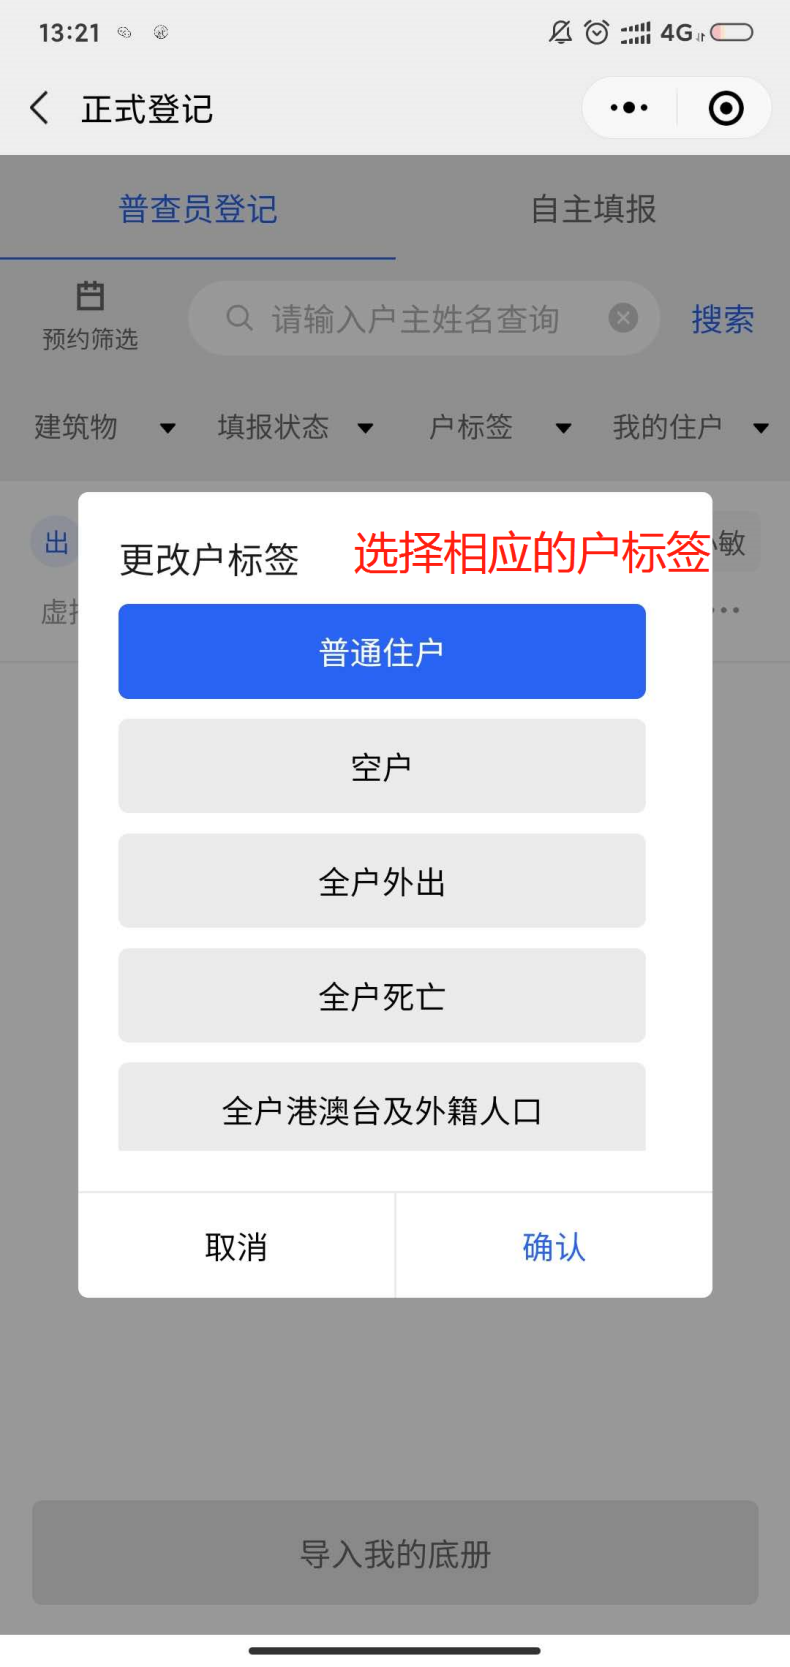 13:21
4G
正式登记
普查员登记 自主填报
预约筛选
请输入户主姓名查询
搜索
建筑物 填报状态 户标签 我的住户
出
敏
更改户标签
选择相应的户标签
普通住户
空户
全户外出
全户死亡
全户港澳台及外籍人口
取消 确认
导入我的底册